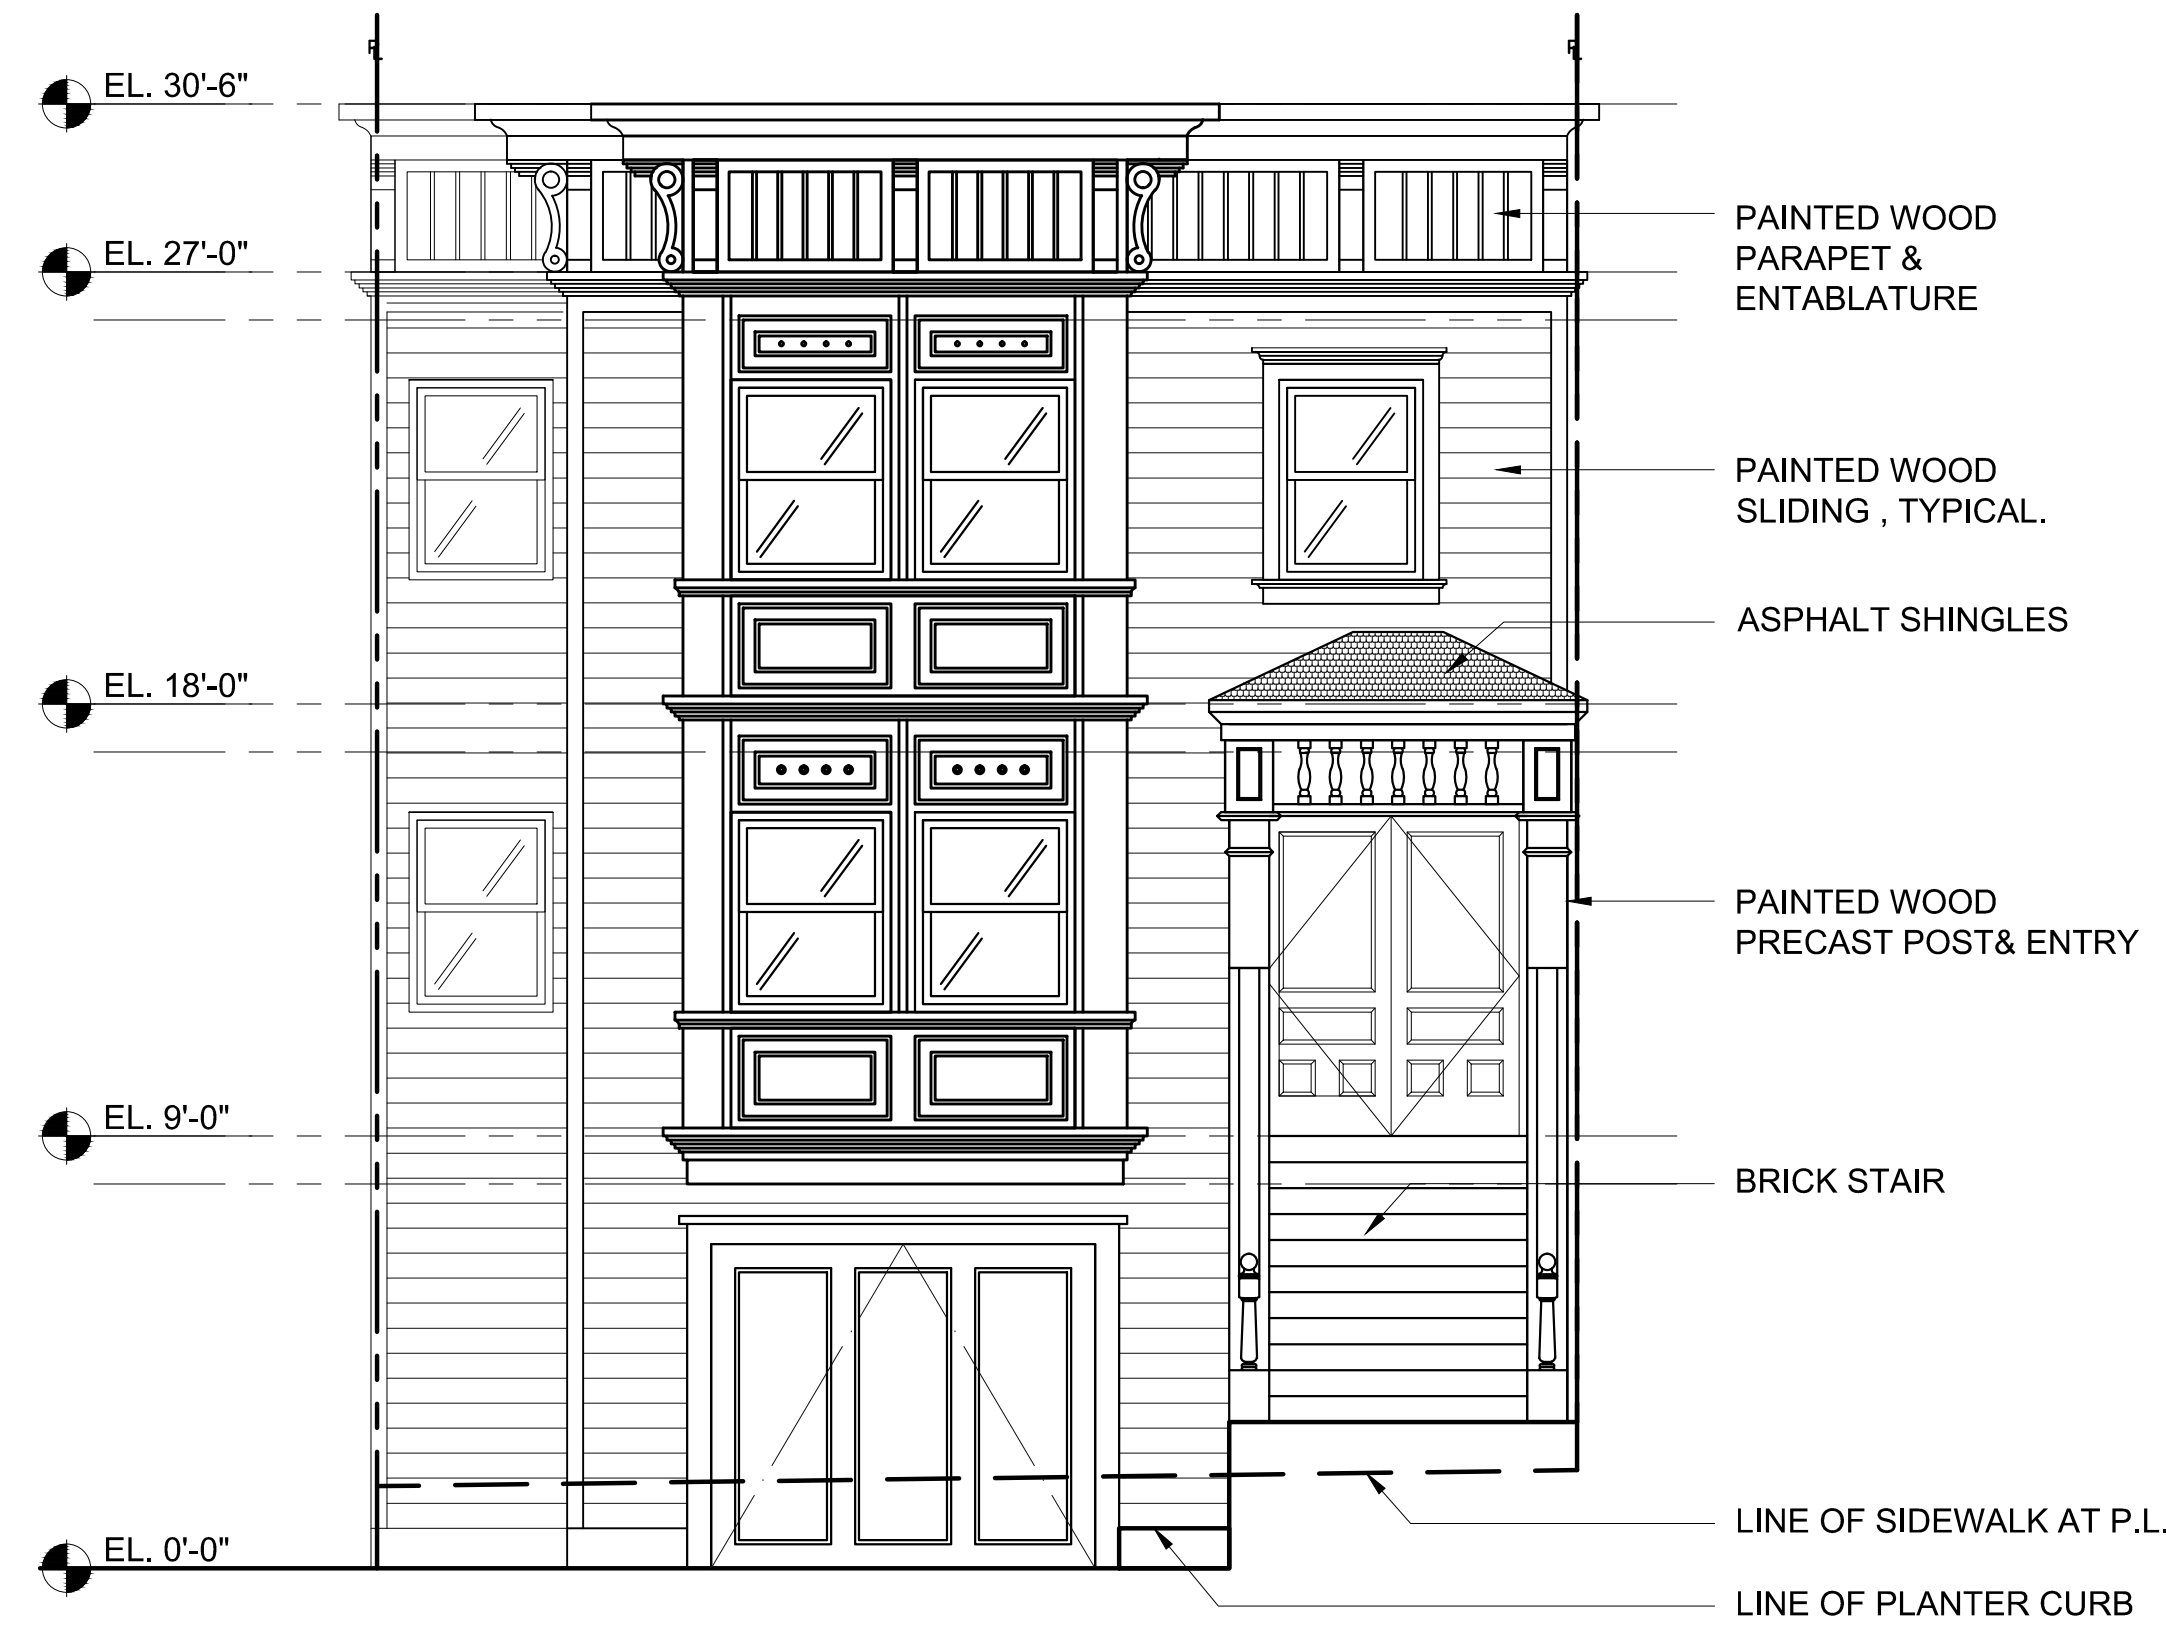 EL. 30'-6"
EL. 27'-0"
EL. 18'-0"
EL. 9'-0"
EL. 0'-0"
PL
PL
PAINTED WOOD
PARAPET &
ENTABLATURE
PAINTED WOOD
SLIDING , TYPICAL.
ASPHALT SHINGLES
PAINTED WOOD
PRECAST POST& ENTRY
BRICK STAIR
LINE OF SIDEWALK AT P.L.
LINE OF PLANTER CURB